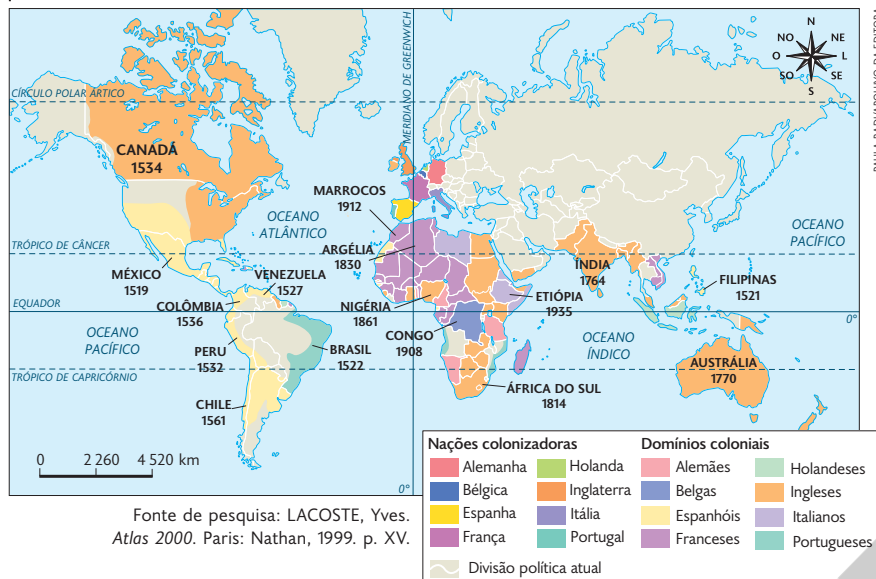 N
NO
NE
O
L
SO
SE
S
CÍRCULO POLAR ÁRTICO
MERIDIANO DE GREENWICH
CANADÁ
1534
MARROCOS
1912
OCEANO
ATLÂNTICO
OCEANO
PACÍFICO
TRÓPICO DE CÂNCER
ARGÉLIA
1830
MÉXICO
1519
VENEZUELA
1527
ÍNDIA
1764
FILIPINAS
1521
EQUADOR
COLÔMBIA
1536
NIGÉRIA
1861
ETIÓPIA
1935
0°
OCEANO
PACÍFICO
CONGO
1908
OCEANO
ÍNDICO
PERU
1532
BRASIL
1522
AUSTRÁLIA
1770
TRÓPICO DE CAPRICÓRNIO
CHILE
1561
ÁFRICA DO SUL
1814
0 2 260 4 520 km
0°
Nações colonizadoras
Alemanha
Bélgica
Espanha
França
Holanda
Inglaterra
Itália
Portugal
Domínios coloniais
Alemães
Belgas
Espanhóis
Franceses
Holandeses
Ingleses
Italianos
Portugueses
Divisão política atual
Fonte de pesquisa: LACOSTE, Yves.
Atlas 2000. Paris: Nathan, 1999. p. XV.
DA EDITORA